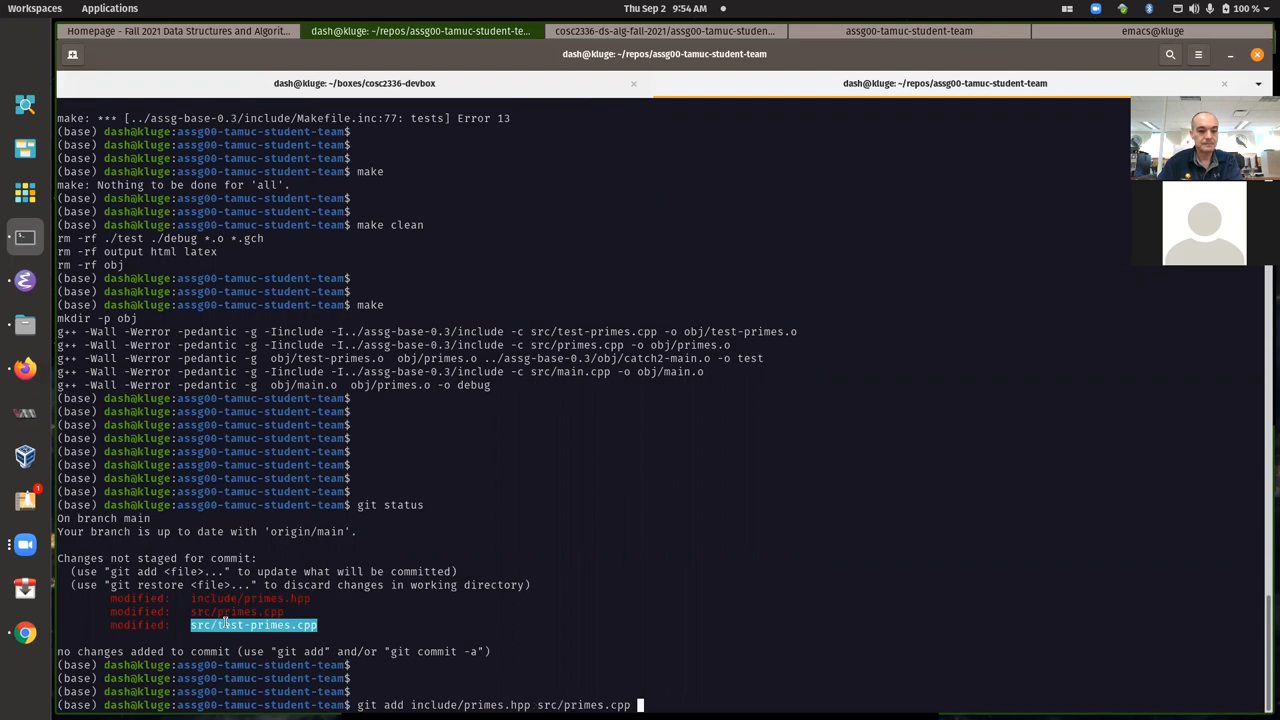 Workspaces Applications Thu Sep 2 9:54 AM 100 %
Homepage - Fall 2021 Data Structures and Algorit... dash@kluge: ~/repos/assg00-tamuc-student-te... cosc2336-ds-alg-fall-2021/assg00-tamuc-studen... assg00-tamuc-student-team emacs@kluge
dash@kluge: ~/repos/assg00-tamuc-student-team
dash@kluge: ~/boxes/cosc2336-devbox dash@kluge: ~/repos/assg00-tamuc-student-team
make: *** [../assg-base-0.3/include/Makefile.inc:77: tests] Error 13
(base) dash@kluge:assg00-tamuc-student-team$
(base) dash@kluge:assg00-tamuc-student-team$
(base) dash@kluge:assg00-tamuc-student-team$
(base) dash@kluge:assg00-tamuc-student-team$ make
make: Nothing to be done for 'all'.
(base) dash@kluge:assg00-tamuc-student-team$
(base) dash@kluge:assg00-tamuc-student-team$
(base) dash@kluge:assg00-tamuc-student-team$ make clean
rm -rf ./test ./debug *.o *.gch
rm -rf output html latex
rm -rf obj
(base) dash@kluge:assg00-tamuc-student-team$
(base) dash@kluge:assg00-tamuc-student-team$
(base) dash@kluge:assg00-tamuc-student-team$ make
mkdir -p obj
g++ -Wall -Werror -pedantic -g -Iinclude -I../assg-base-0.3/include -c src/test-primes.cpp -o obj/test-primes.o
g++ -Wall -Werror -pedantic -g -Iinclude -I../assg-base-0.3/include -c src/primes.cpp -o obj/primes.o
g++ -Wall -Werror -pedantic -g obj/test-primes.o obj/primes.o ../assg-base-0.3/obj/catch2-main.o -o test
g++ -Wall -Werror -pedantic -g -Iinclude -I../assg-base-0.3/include -c src/main.cpp -o obj/main.o
g++ -Wall -Werror -pedantic -g obj/main.o obj/primes.o -o debug
(base) dash@kluge:assg00-tamuc-student-team$
(base) dash@kluge:assg00-tamuc-student-team$
(base) dash@kluge:assg00-tamuc-student-team$
(base) dash@kluge:assg00-tamuc-student-team$
(base) dash@kluge:assg00-tamuc-student-team$
(base) dash@kluge:assg00-tamuc-student-team$
(base) dash@kluge:assg00-tamuc-student-team$
(base) dash@kluge:assg00-tamuc-student-team$
(base) dash@kluge:assg00-tamuc-student-team$ git status
On branch main
Your branch is up to date with 'origin/main'.
Changes not staged for commit:
(use "git add <file>..." to update what will be committed)
(use "git restore <file>..." to discard changes in working directory)
modified: include/primes.hpp
modified: src/primes.cpp
modified: src/test-primes.cpp
no changes added to commit (use "git add" and/or "git commit -a")
(base) dash@kluge:assg00-tamuc-student-team$
(base) dash@kluge:assg00-tamuc-student-team$
(base) dash@kluge:assg00-tamuc-student-team$
(base) dash@kluge:assg00-tamuc-student-team$ git add include/primes.hpp src/primes.cpp